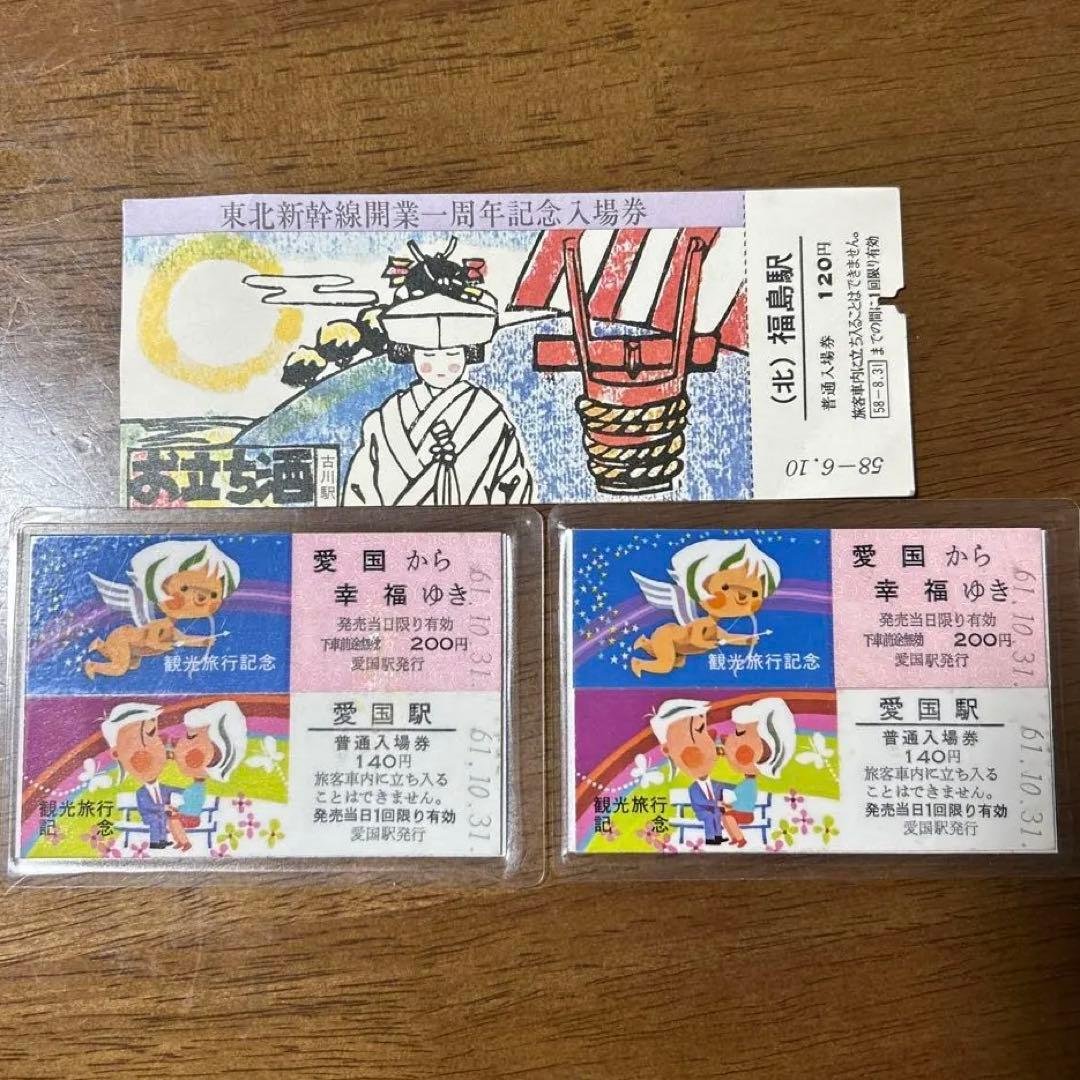 東北新幹線開業一周年記念入場券
お立ち酒
古川駅
(北) 福島駅
普通入場券 120円
旅客車内に立ち入ることはできません。
58-8.31 までの間に1回限り有効
58-6.10
愛国から
幸福ゆき
発売当日限り有効
下車前途無効 200円
愛国駅発行
観光旅行記念
61.10.31.
愛国駅
普通入場券
140円
旅客車内に立ち入る
ことはできません。
発売当日1回限り有効
愛国駅発行
観光旅行
記念
61.10.31.
愛国から
幸福ゆき
発売当日限り有効
下車前途無効 200円
愛国駅発行
観光旅行記念
61.10.31.
愛国駅
普通入場券
140円
旅客車内に立ち入る
ことはできません。
発売当日1回限り有効
愛国駅発行
観光旅行
記念
61.10.31.